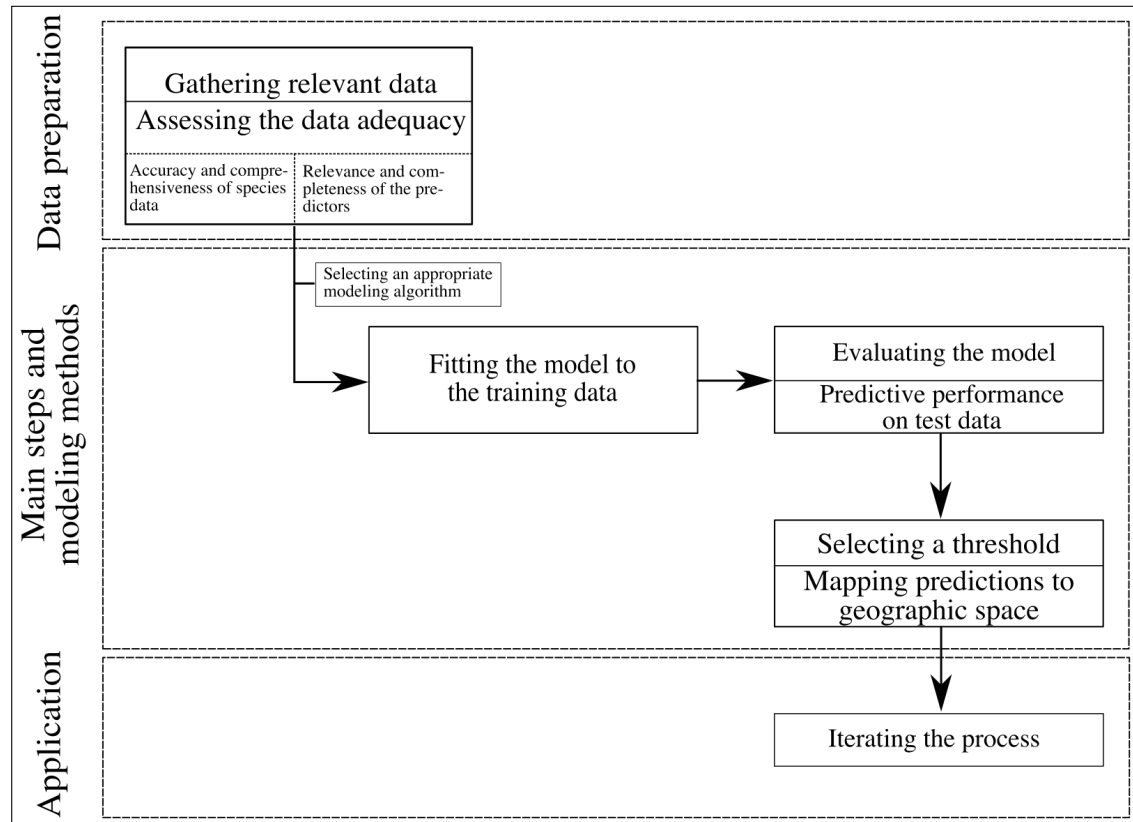 Data preparation
Gathering relevant data
Assessing the data adequacy
Accuracy and compre-
hensiveness of species
data
Relevance and com-
pleteness of the pre-
dictors
Main steps and
modeling methods
Selecting an appropriate
modeling algorithm
Fitting the model to
the training data
Evaluating the model
Predictive performance
on test data
Selecting a threshold
Mapping predictions to
geographic space
Application
Iterating the process